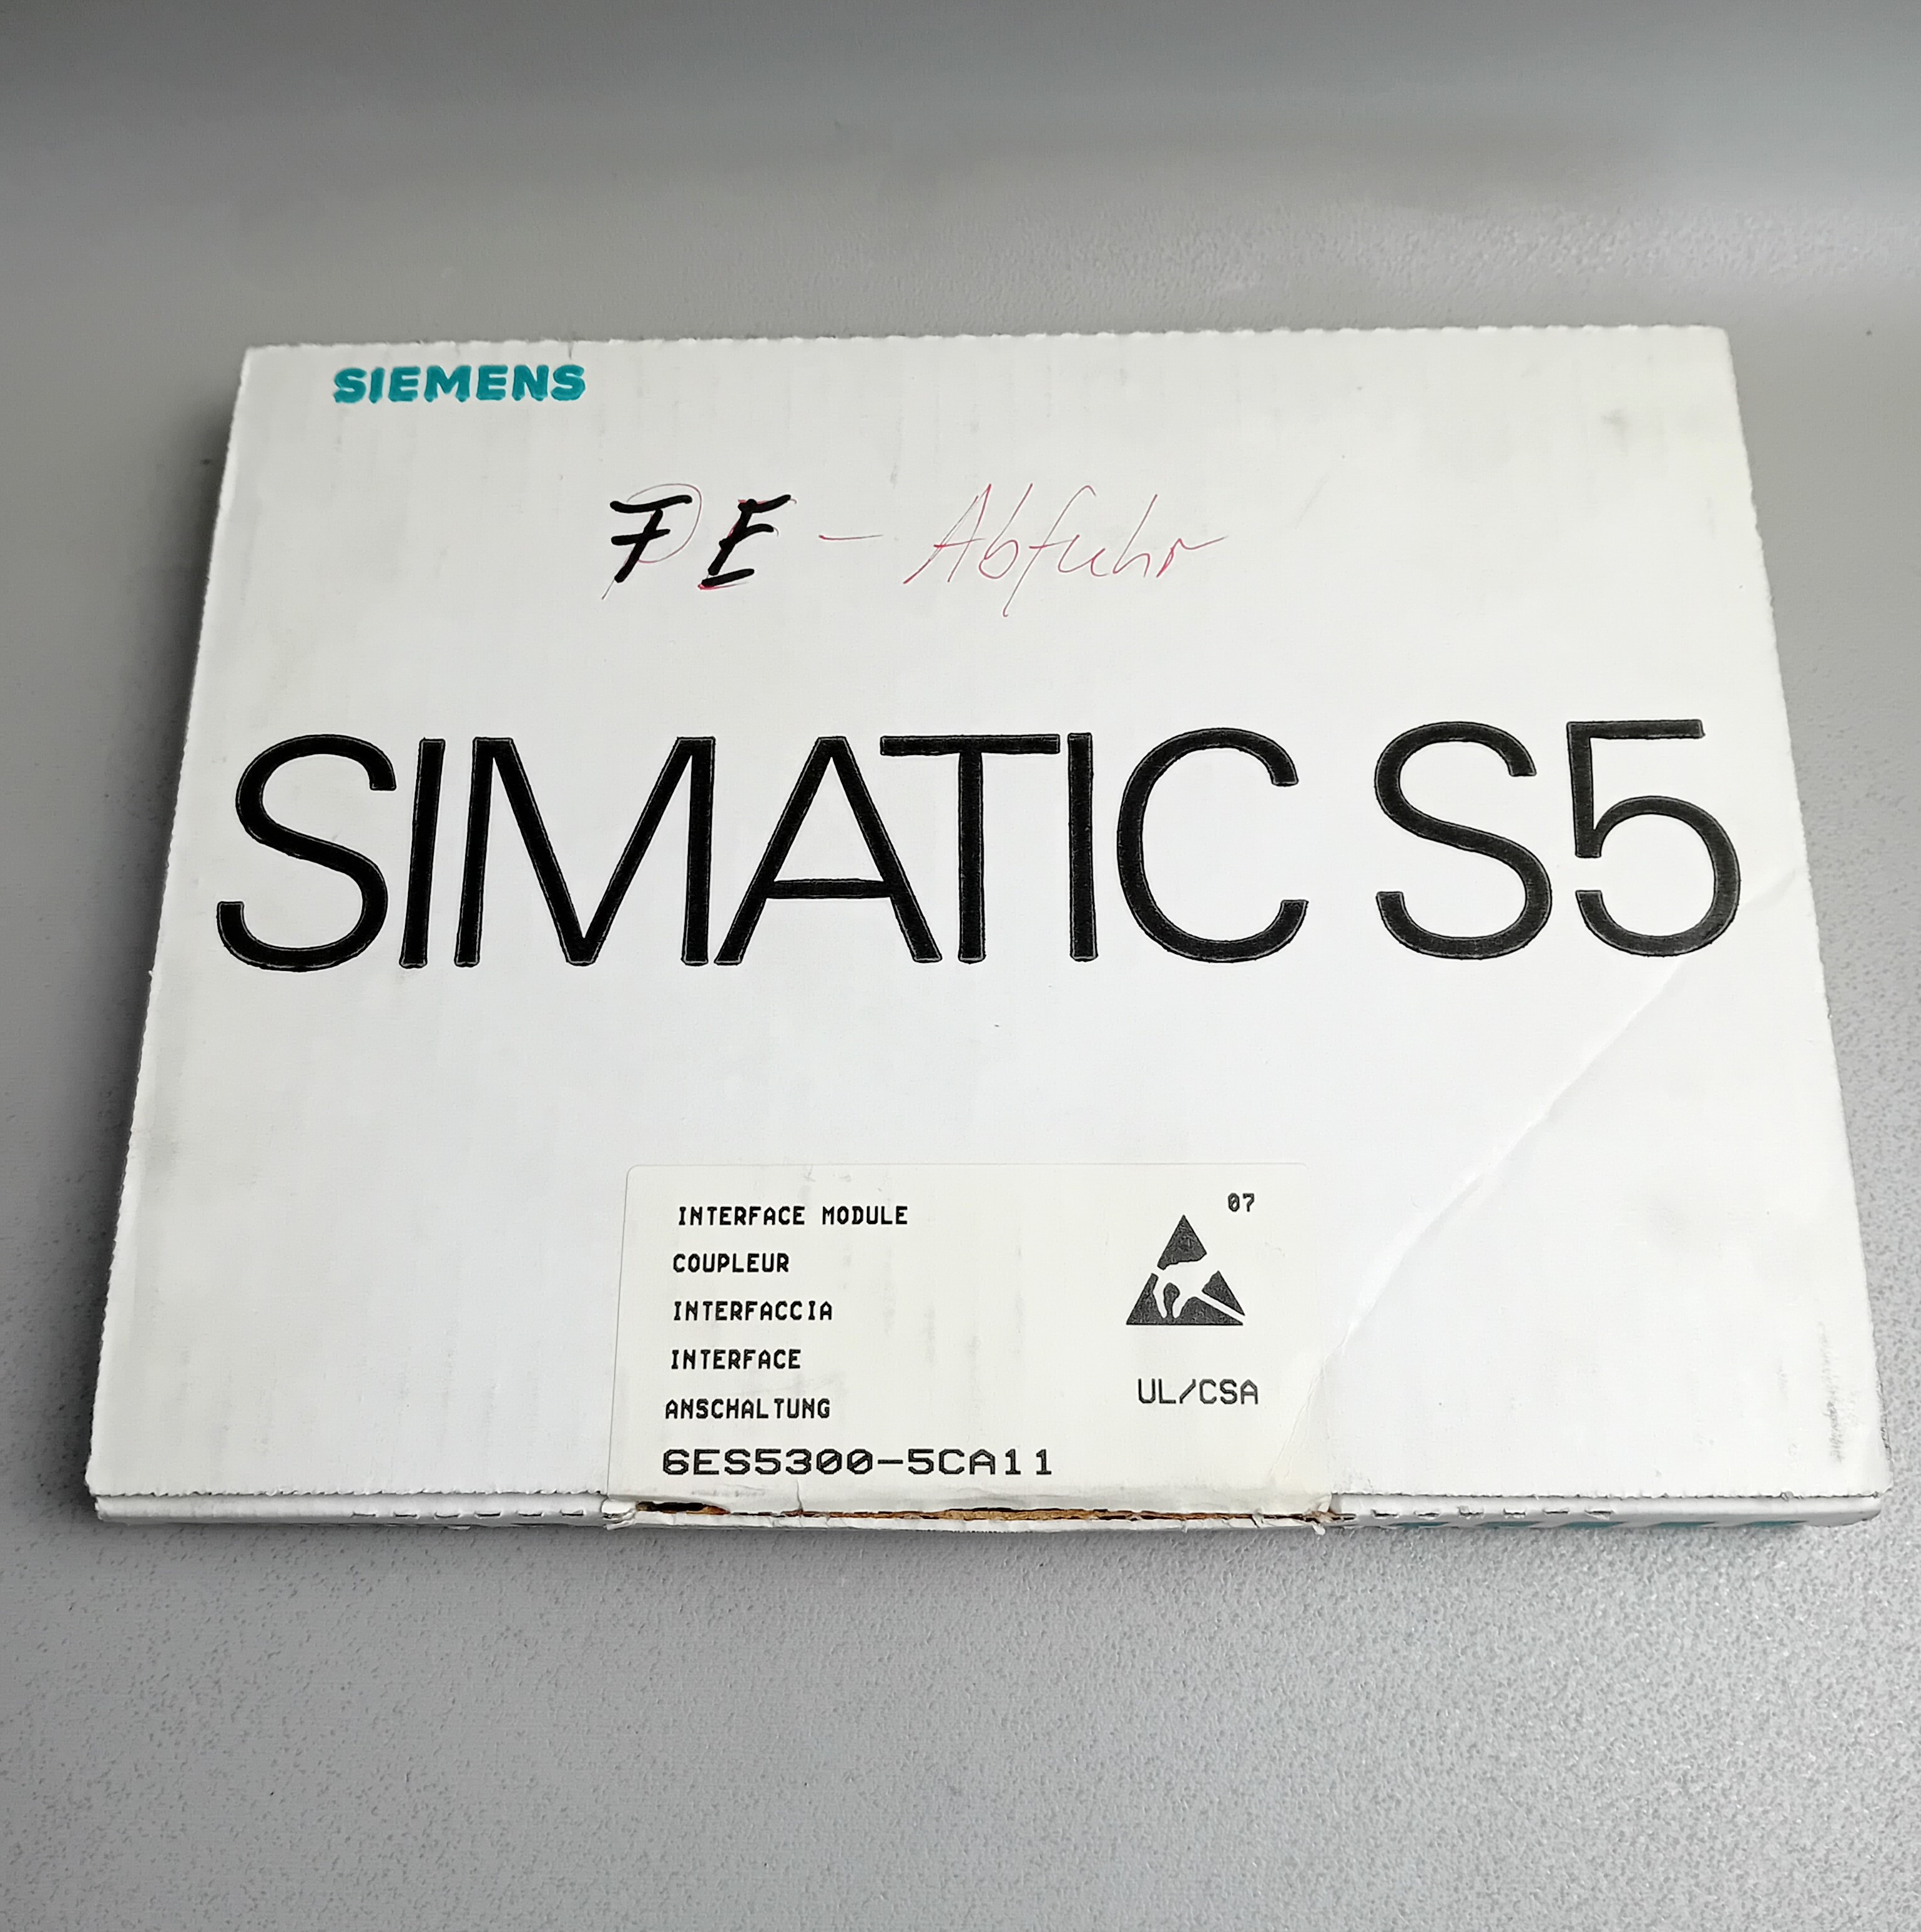 SIEMENS
FE - Abfuhr
SIMATIC S5
07
INTERFACE MODULE
COUPLEUR
INTERFACCIA
INTERFACE
UL/CSA
ANSCHALTUNG
6ES5300-5CA11